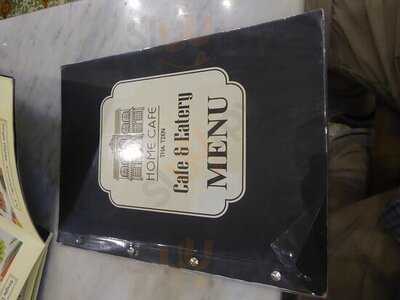 HOME CAFE
THA TIEN
Cafe & Eatery
MENU